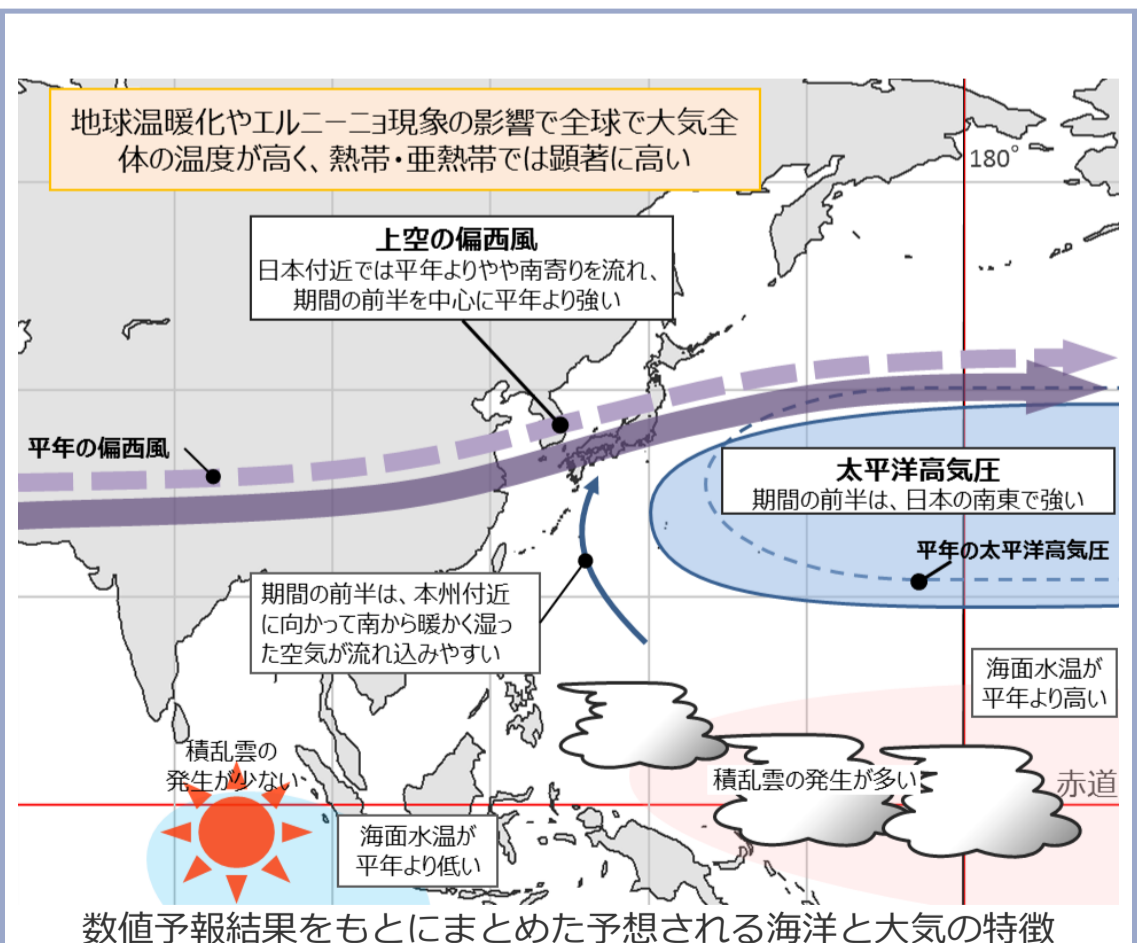 地球温暖化やエルニーニョ現象の影響で全球で大気全
体の温度が高く、熱帯・亜熱帯では顕著に高い
180°
上空の偏西風
日本付近では平年よりやや南寄りを流れ、
期間の前半を中心に平年より強い
平年の偏西風
太平洋高気圧
期間の前半は、日本の南東で強い
平年の太平洋高気圧
期間の前半は、本州付近
に向かって南から暖かく湿っ
た空気が流れ込みやすい
海面水温が
平年より高い
積乱雲の
発生が少ない
積乱雲の発生が多い
赤道
海面水温が
平年より低い
数値予報結果をもとにまとめた予想される海洋と大気の特徴